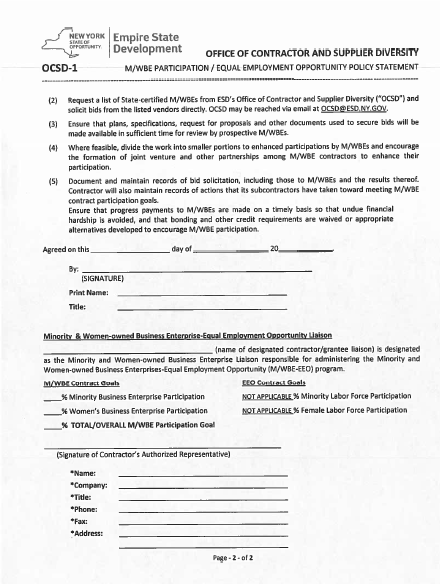 NEW YORK
STATE OF
OPPORTUNITY.
Empire State
Development
OFFICE OF CONTRACTOR AND SUPPLIER DIVERSITY
OCSD-1
M/WBE PARTICIPATION / EQUAL EMPLOYMENT OPPORTUNITY POLICY STATEMENT
(2) Request a list of State-certified M/WBEs from ESD's Office of Contractor and Supplier Diversity ("OCSD") and
solicit bids from the listed vendors directly. OCSD may be reached via email at OCSD@ESD.NY.GOV.
(3) Ensure that plans, specifications, request for proposals and other documents used to secure bids will be
made available in sufficient time for review by prospective M/WBEs.
(4) Where feasible, divide the work into smaller portions to enhanced participations by M/WBEs and encourage
the formation of joint venture and other partnerships among M/WBE contractors to enhance their
participation.
(5) Document and maintain records of bid solicitation, including those to M/WBEs and the results thereof.
Contractor will also maintain records of actions that its subcontractors have taken toward meeting M/WBE
contract participation goals.
Ensure that progress payments to M/WBEs are made on a timely basis so that undue financial
hardship is avoided, and that bonding and other credit requirements are waived or appropriate
alternatives developed to encourage M/WBE participation.
Agreed on this ____________ day of ____________ 20____________
By: ____________
(SIGNATURE)
Print Name: ____________
Title: ____________
Minority & Women-owned Business Enterprise-Equal Employment Opportunity Liaison
____________ (name of designated contractor/grantee liaison) is designated
as the Minority and Women-owned Business Enterprise Liaison responsible for administering the Minority and
Women-owned Business Enterprises-Equal Employment Opportunity (M/WBE-EEO) program.
M/WBE Contract Goals EEO Contract Goals
____% Minority Business Enterprise Participation NOT APPLICABLE % Minority Labor Force Participation
____% Women's Business Enterprise Participation NOT APPLICABLE % Female Labor Force Participation
____% TOTAL/OVERALL M/WBE Participation Goal
____________
(Signature of Contractor's Authorized Representative)
*Name: ____________
*Company: ____________
*Title: ____________
*Phone: ____________
*Fax: ____________
*Address: ____________
Page - 2 - of 2